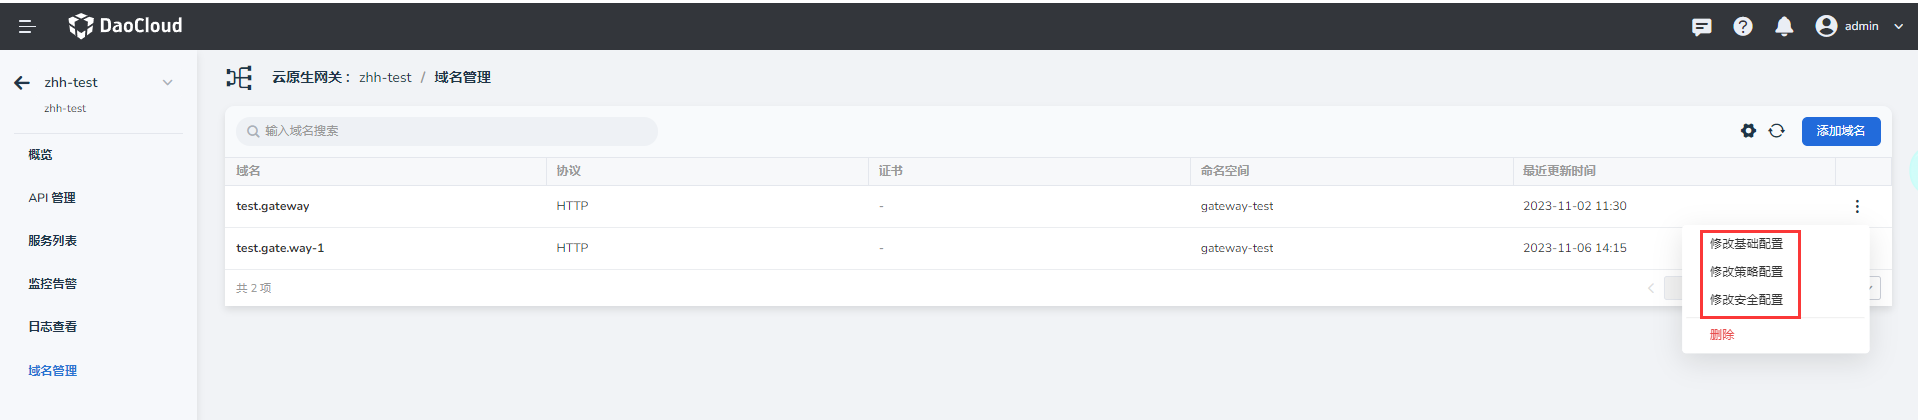 DaoCloud
admin
zhh-test
zhh-test
概览
API 管理
服务列表
监控告警
日志查看
域名管理
云原生网关： zhh-test / 域名管理
输入域名搜索
添加域名
域名 协议 证书 命名空间 最近更新时间
test.gateway HTTP - gateway-test 2023-11-02 11:30
test.gate.way-1 HTTP - gateway-test 2023-11-06 14:15
共 2 项
修改基础配置
修改策略配置
修改安全配置
删除